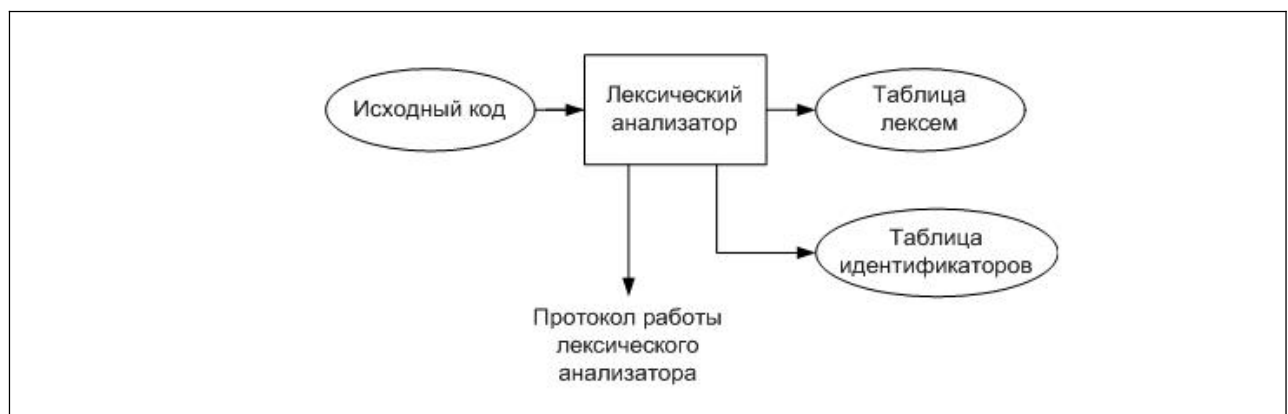 Исходный код
Лексический
анализатор
Таблица
лексем
Таблица
идентификаторов
Протокол работы
лексического
анализатора